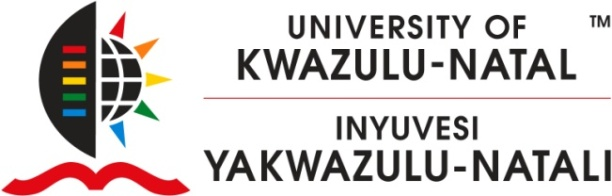 UNIVERSITY OF ™
KWAZULU-NATAL
INYUVESI
YAKWAZULU-NATALI